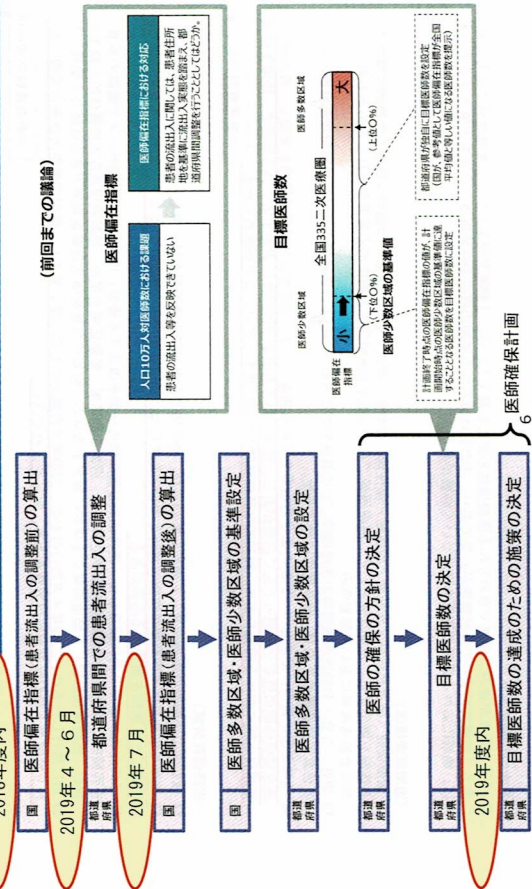 国
医師偏在指標(患者流出入の調整前)の算出
2019年4～6月
都道府県
都道府県間での患者流出入の調整
2019年7月
国
医師偏在指標(患者流出入の調整後)の算出
国
医師多数区域・医師少数区域の基準設定
都道府県
医師多数区域・医師少数区域の設定
都道府県
医師の確保の方針の決定
都道府県
目標医師数の決定
2019年度内
都道府県
目標医師数の達成のための施策の決定
医師確保計画
6
(前回までの議論)
医師偏在指標
人口10万人対医師数における課題
患者の流出入等を反映できていない
医師偏在指標における対応
患者の流出入に関しては、患者住所
地を基準に流出入実態を踏まえ、都
道府県間調整を行うこととしてはどうか。
目標医師数
全国335二次医療圏
医師少数区域
医師多数区域
医師偏在
指標
小
大
(下位〇%)
(上位〇%)
医師少数区域の基準値
計画終了時点の医師偏在指標の値が、計
画開始時点の医師少数区域の基準値に達
することとなる医師数を目標医師数に設定
都道府県が独自に目標医師数を設定
(国が、参考値として医師偏在指標が全国
平均値と等しい値になる医師数を提示)